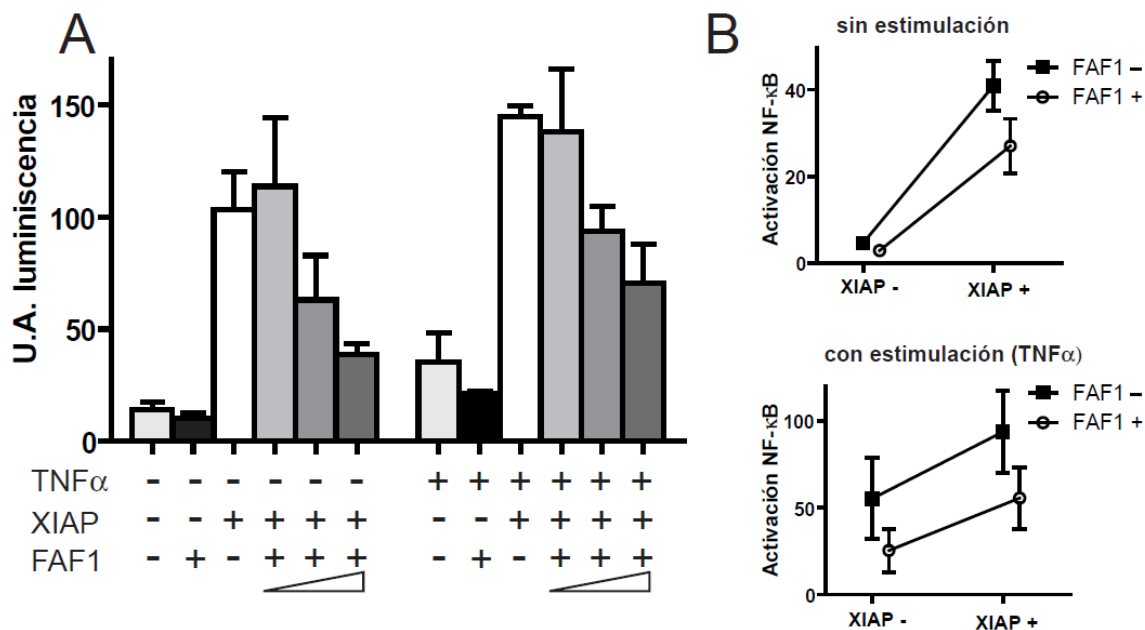 A
U.A. luminiscencia
150
100
50
0
TNFα - - - - - - + + + + + +
XIAP - - + + + + - - + + + +
FAF1 - + - + + + - + - + + +
B
sin estimulación
Activación NF-κB
40
20
0
XIAP - XIAP +
FAF1 –
FAF1 +
con estimulación (TNFα)
Activación NF-κB
100
50
0
XIAP - XIAP +
FAF1 –
FAF1 +